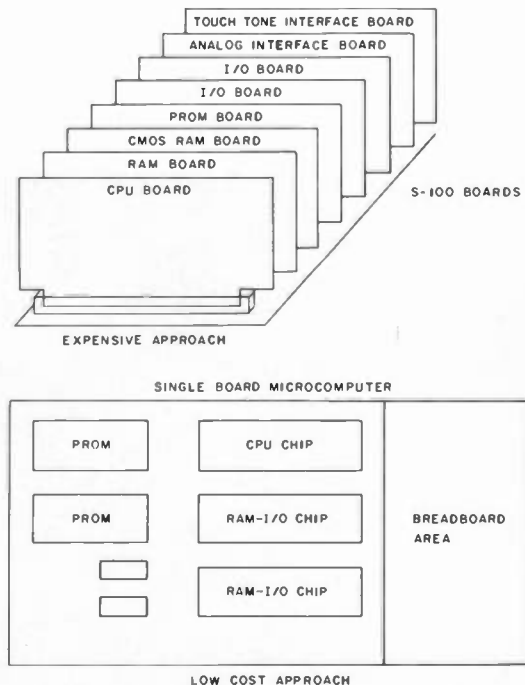 TOUCH TONE INTERFACE BOARD
ANALOG INTERFACE BOARD
I/O BOARD
I/O BOARD
PROM BOARD
CMOS RAM BOARD
RAM BOARD
CPU BOARD
S-100 BOARDS
EXPENSIVE APPROACH
SINGLE BOARD MICROCOMPUTER
PROM
CPU CHIP
PROM
RAM-I/O CHIP
BREADBOARD
AREA
RAM-I/O CHIP
LOW COST APPROACH